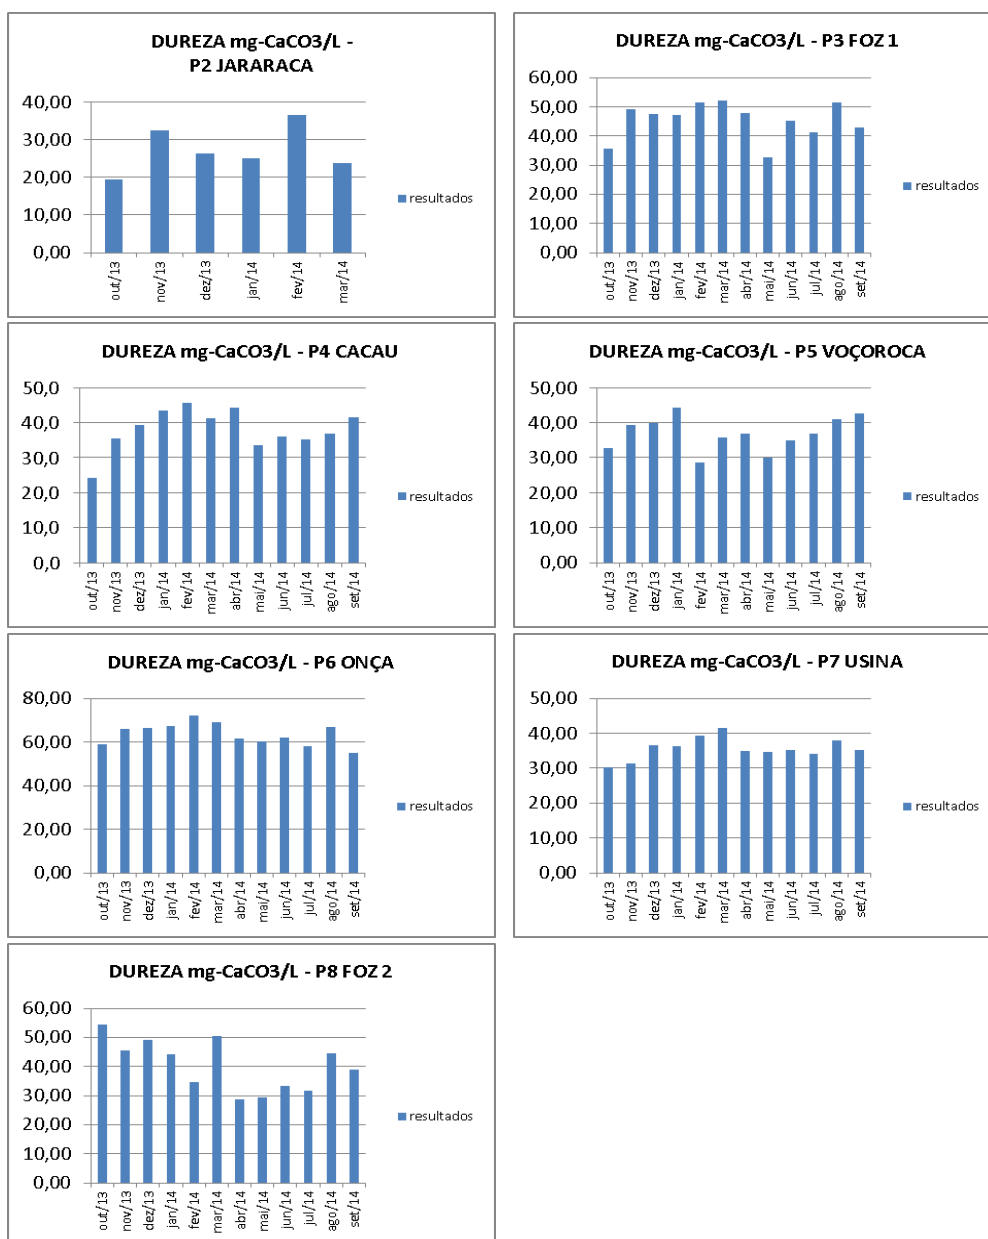 DUREZA mg-CaCO3/L -
P2 JARARACA
40,00
30,00
20,00
10,00
0,00
out/13
nov/13
dez/13
jan/14
fev/14
mar/14
resultados
DUREZA mg-CaCO3/L - P3 FOZ 1
60,00
50,00
40,00
30,00
20,00
10,00
0,00
out/13
nov/13
dez/13
jan/14
fev/14
mar/14
abr/14
mai/14
jun/14
jul/14
ago/14
set/14
resultados
DUREZA mg-CaCO3/L - P4 CACAU
50,0
40,0
30,0
20,0
10,0
0,0
out/13
nov/13
dez/13
jan/14
fev/14
mar/14
abr/14
mai/14
jun/14
jul/14
ago/14
set/14
resultados
DUREZA mg-CaCO3/L - P5 VOÇOROCA
50,00
40,00
30,00
20,00
10,00
0,00
out/13
nov/13
dez/13
jan/14
fev/14
mar/14
abr/14
mai/14
jun/14
jul/14
ago/14
set/14
resultados
DUREZA mg-CaCO3/L - P6 ONÇA
80,00
60,00
40,00
20,00
0,00
out/13
nov/13
dez/13
jan/14
fev/14
mar/14
abr/14
mai/14
jun/14
jul/14
ago/14
set/14
resultados
DUREZA mg-CaCO3/L - P7 USINA
50,00
40,00
30,00
20,00
10,00
0,00
out/13
nov/13
dez/13
jan/14
fev/14
mar/14
abr/14
mai/14
jun/14
jul/14
ago/14
set/14
resultados
DUREZA mg-CaCO3/L - P8 FOZ 2
60,00
50,00
40,00
30,00
20,00
10,00
0,00
out/13
nov/13
dez/13
jan/14
fev/14
mar/14
abr/14
mai/14
jun/14
jul/14
ago/14
set/14
resultados